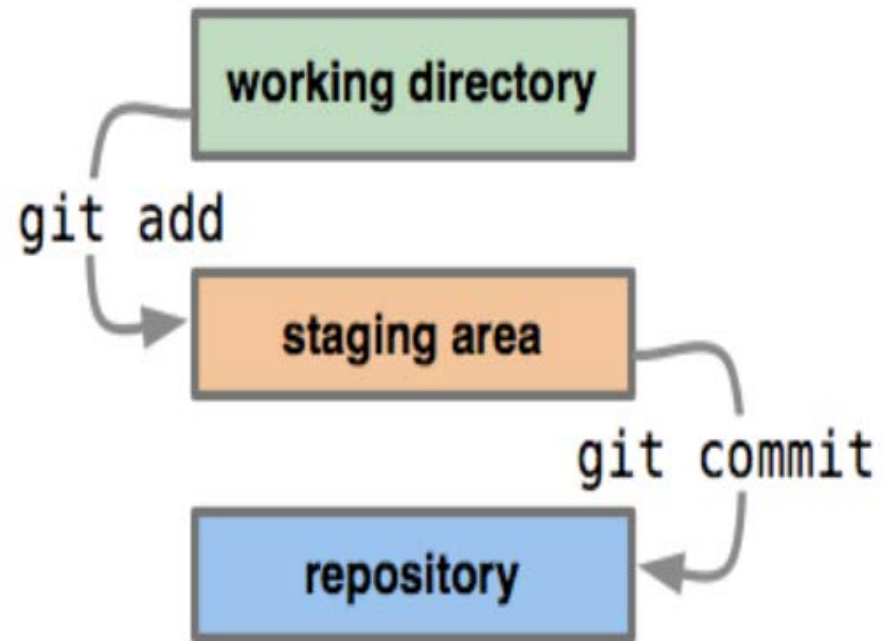 working directory
git add
staging area
git commit
repository